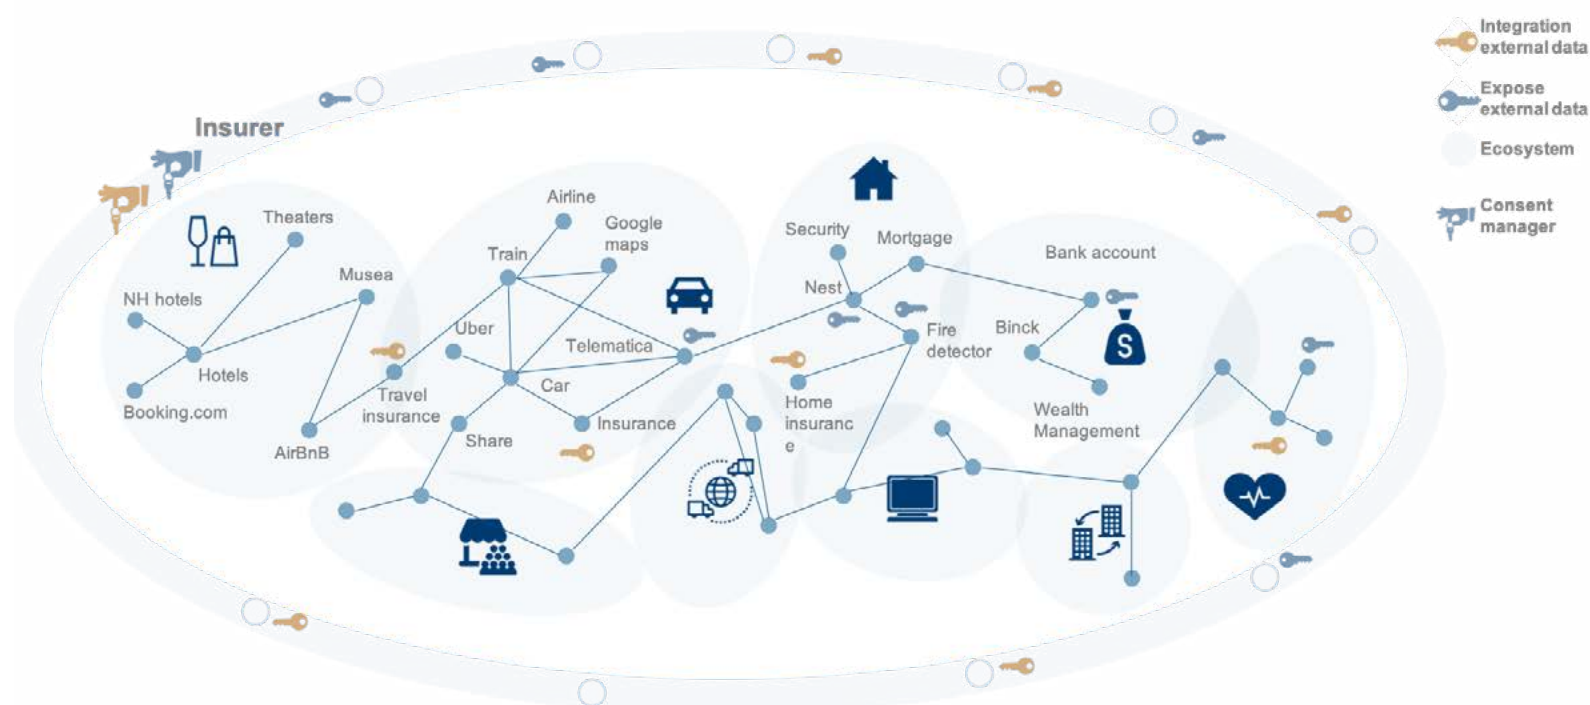 Integration
external data
Expose
external data
Ecosystem
Consent
manager
Insurer
Theaters
Musea
NH hotels
Hotels
Booking.com
AirBnB
Travel
insurance
Airline
Google
maps
Train
Uber
Telematica
Car
Share
Insurance
Security
Mortgage
Nest
Fire
detector
Home
insuranc
e
Bank account
Binck
S
Wealth
Management